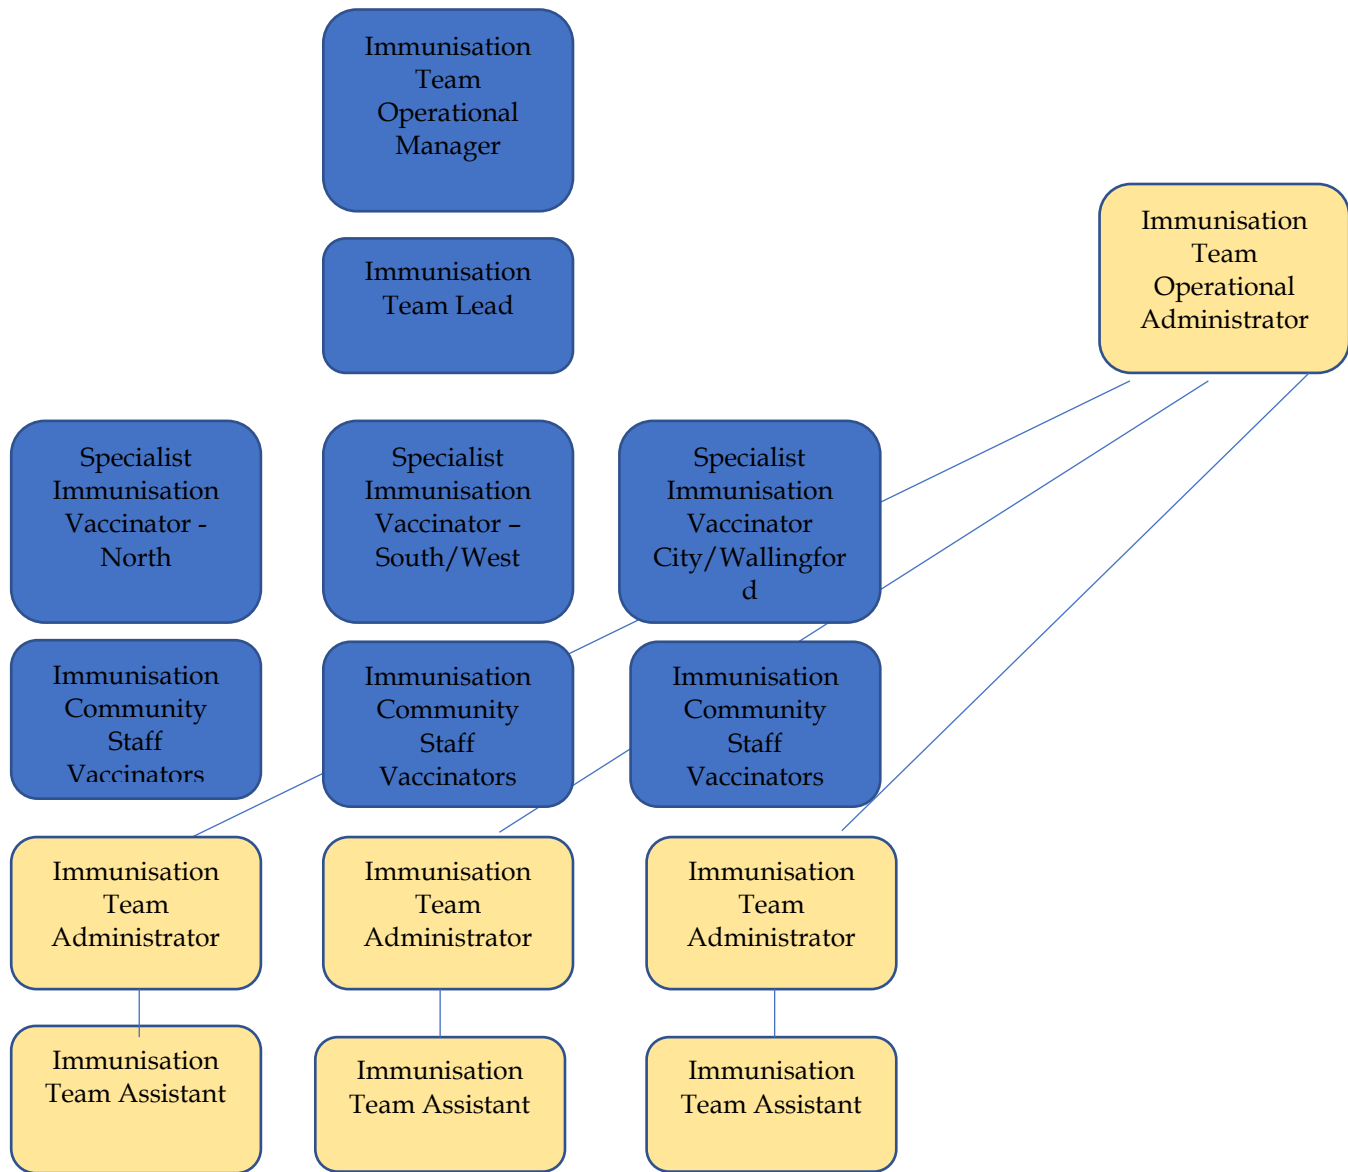 Immunisation
Team
Operational
Manager
Immunisation
Team
Operational
Administrator
Immunisation
Team Lead
Specialist
Immunisation
Vaccinator -
North
Specialist
Immunisation
Vaccinator –
South/West
Specialist
Immunisation
Vaccinator
City/Wallingfor
d
Immunisation
Community
Staff
Vaccinators
Immunisation
Community
Staff
Vaccinators
Immunisation
Community
Staff
Vaccinators
Immunisation
Team
Administrator
Immunisation
Team
Administrator
Immunisation
Team
Administrator
Immunisation
Team Assistant
Immunisation
Team Assistant
Immunisation
Team Assistant